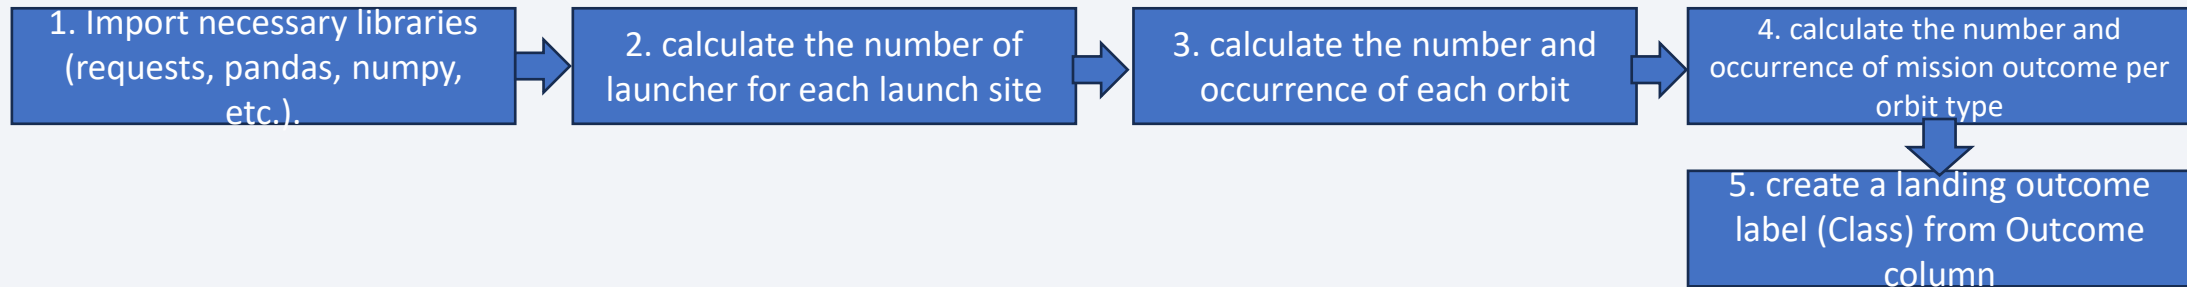 1. Import necessary libraries
(requests, pandas, numpy,
etc.).
2. calculate the number of
launcher for each launch site
3. calculate the number and
occurrence of each orbit
4. calculate the number and
occurrence of mission outcome per
orbit type
5. create a landing outcome
label (Class) from Outcome
column